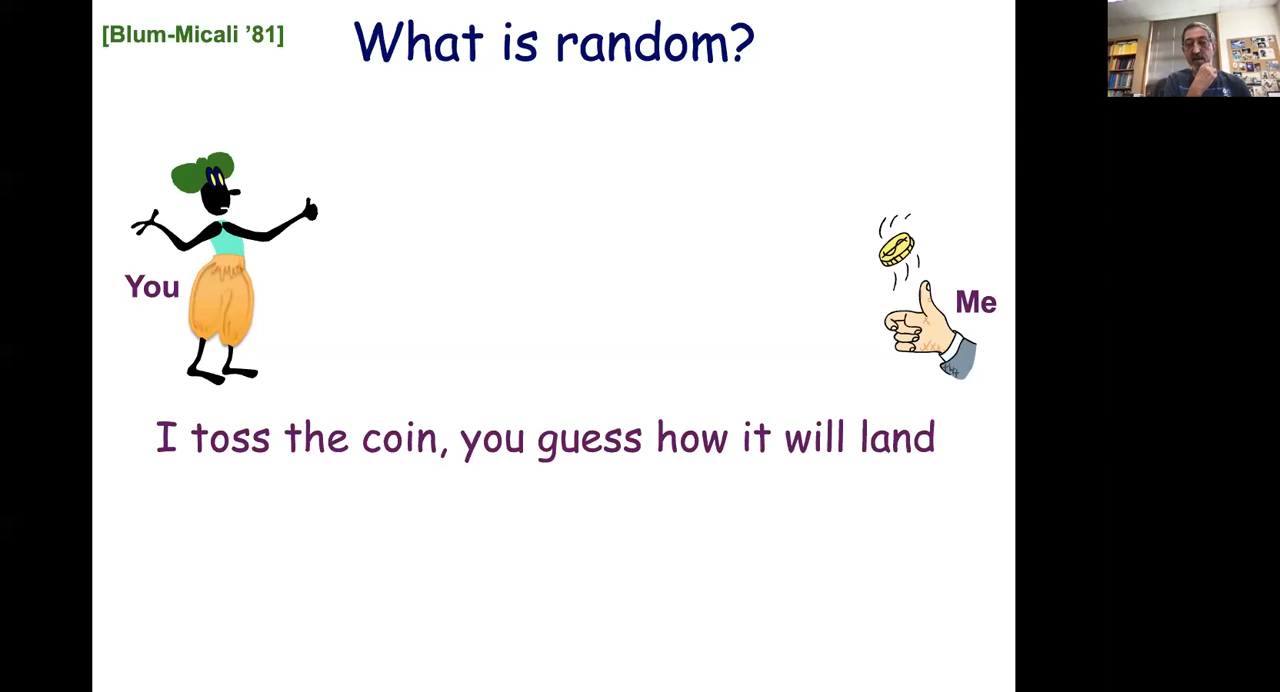 [Blum-Micali ’81]
What is random?
You
Me
I toss the coin, you guess how it will land